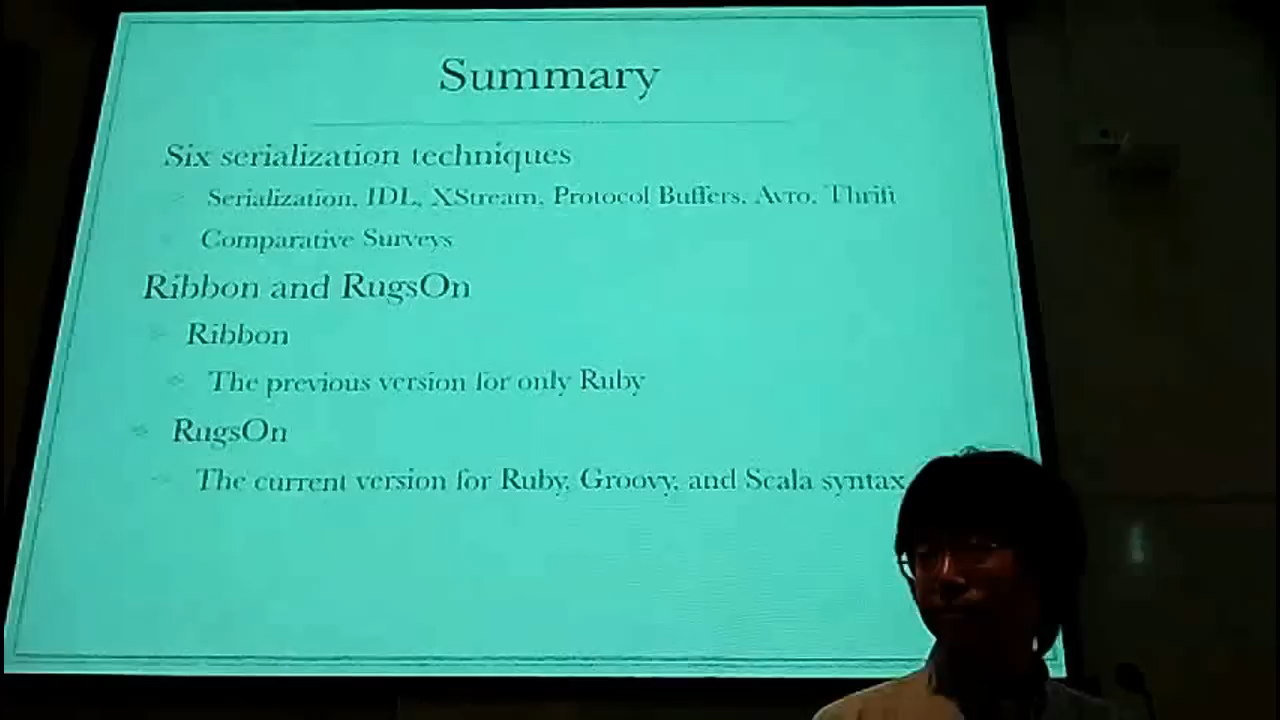 Summary
Six serialization techniques
Serialization, IDL, XStream, Protocol Buffers, Avro, Thrift
Comparative Surveys
Ribbon and RugsOn
Ribbon
The previous version for only Ruby
RugsOn
The current version for Ruby, Groovy, and Scala syntax